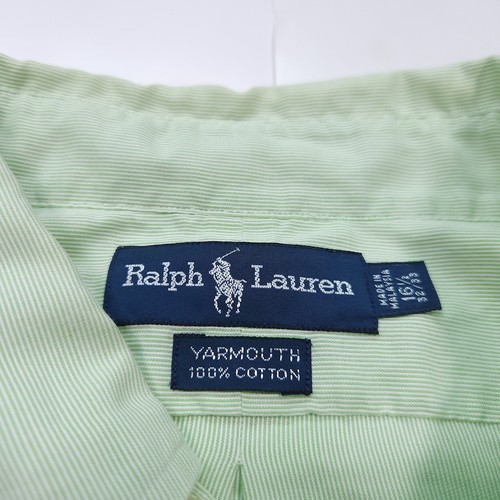 Ralph Lauren
MADE IN
MALAYSIA
16½
32/33
YARMOUTH
100% COTTON